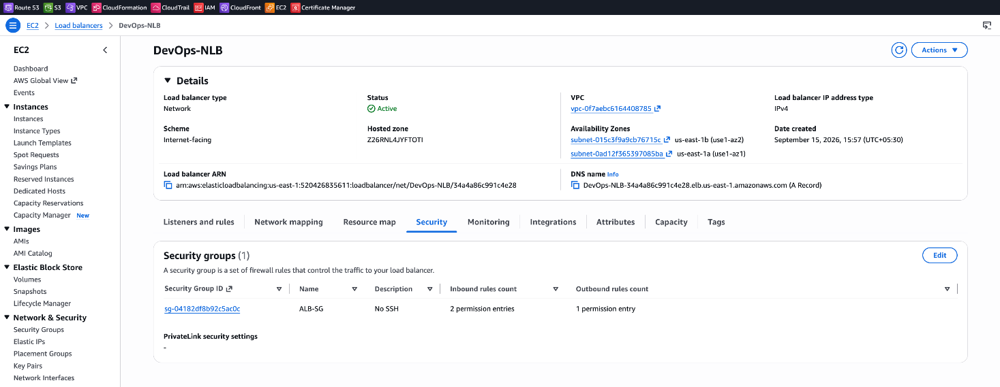 Route 53 S3 VPC CloudFormation CloudTrail IAM CloudFront EC2 Certificate Manager
EC2 > Load balancers > DevOps-NLB
EC2
Dashboard
AWS Global View
Events
Instances
Instances
Instance Types
Launch Templates
Spot Requests
Savings Plans
Reserved Instances
Dedicated Hosts
Capacity Reservations
Capacity Manager New
Images
AMIs
AMI Catalog
Elastic Block Store
Volumes
Snapshots
Lifecycle Manager
Network & Security
Security Groups
Elastic IPs
Placement Groups
Key Pairs
Network Interfaces
DevOps-NLB
Actions
Details
Load balancer type
Network
Status
Active
VPC
vpc-0f7aebc6164408785
Load balancer IP address type
IPv4
Scheme
Internet-facing
Hosted zone
Z26RNL4JYFTOTI
Availability Zones
subnet-015c3f9a9cb76715c us-east-1b (use1-az2)
subnet-0ad12f365397085ba us-east-1a (use1-az1)
Date created
September 15, 2026, 15:57 (UTC+05:30)
Load balancer ARN
arn:aws:elasticloadbalancing:us-east-1:520426835611:loadbalancer/net/DevOps-NLB/34a4a86c991c4e28
DNS name Info
DevOps-NLB-34a4a86c991c4e28.elb.us-east-1.amazonaws.com (A Record)
Listeners and rules Network mapping Resource map Security Monitoring Integrations Attributes Capacity Tags
Security groups (1)
Edit
A security group is a set of firewall rules that control the traffic to your load balancer.
Security Group ID Name Description Inbound rules count Outbound rules count
sg-04182df8b92c5ac0c ALB-SG No SSH 2 permission entries 1 permission entry
PrivateLink security settings
-